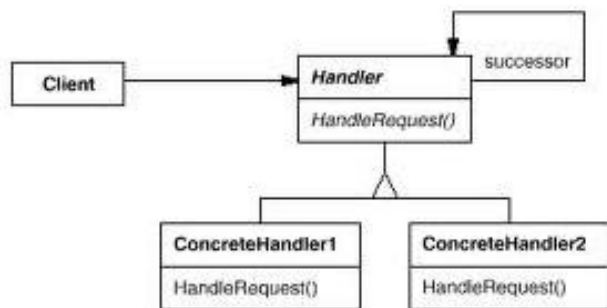 successor
Client
Handler
HandleRequest()
ConcreteHandler1
ConcreteHandler2
HandleRequest()
HandleRequest()